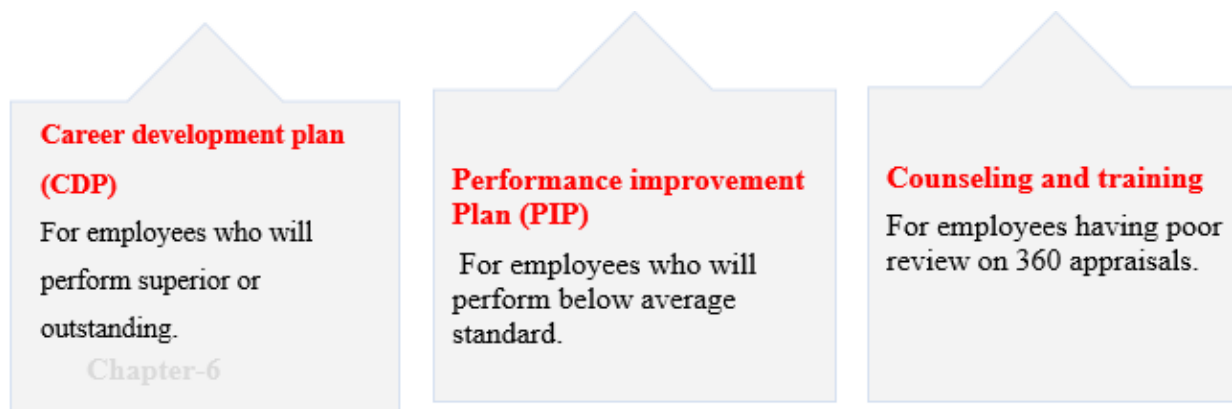 Career development plan
(CDP)
For employees who will
perform superior or
outstanding.
Chapter-6
Performance improvement
Plan (PIP)
For employees who will
perform below average
standard.
Counseling and training
For employees having poor
review on 360 appraisals.